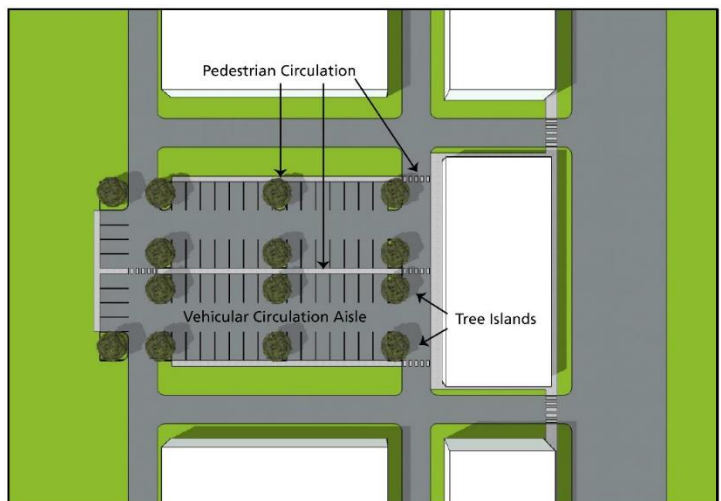 Pedestrian Circulation
Vehicular Circulation Aisle
Tree Islands